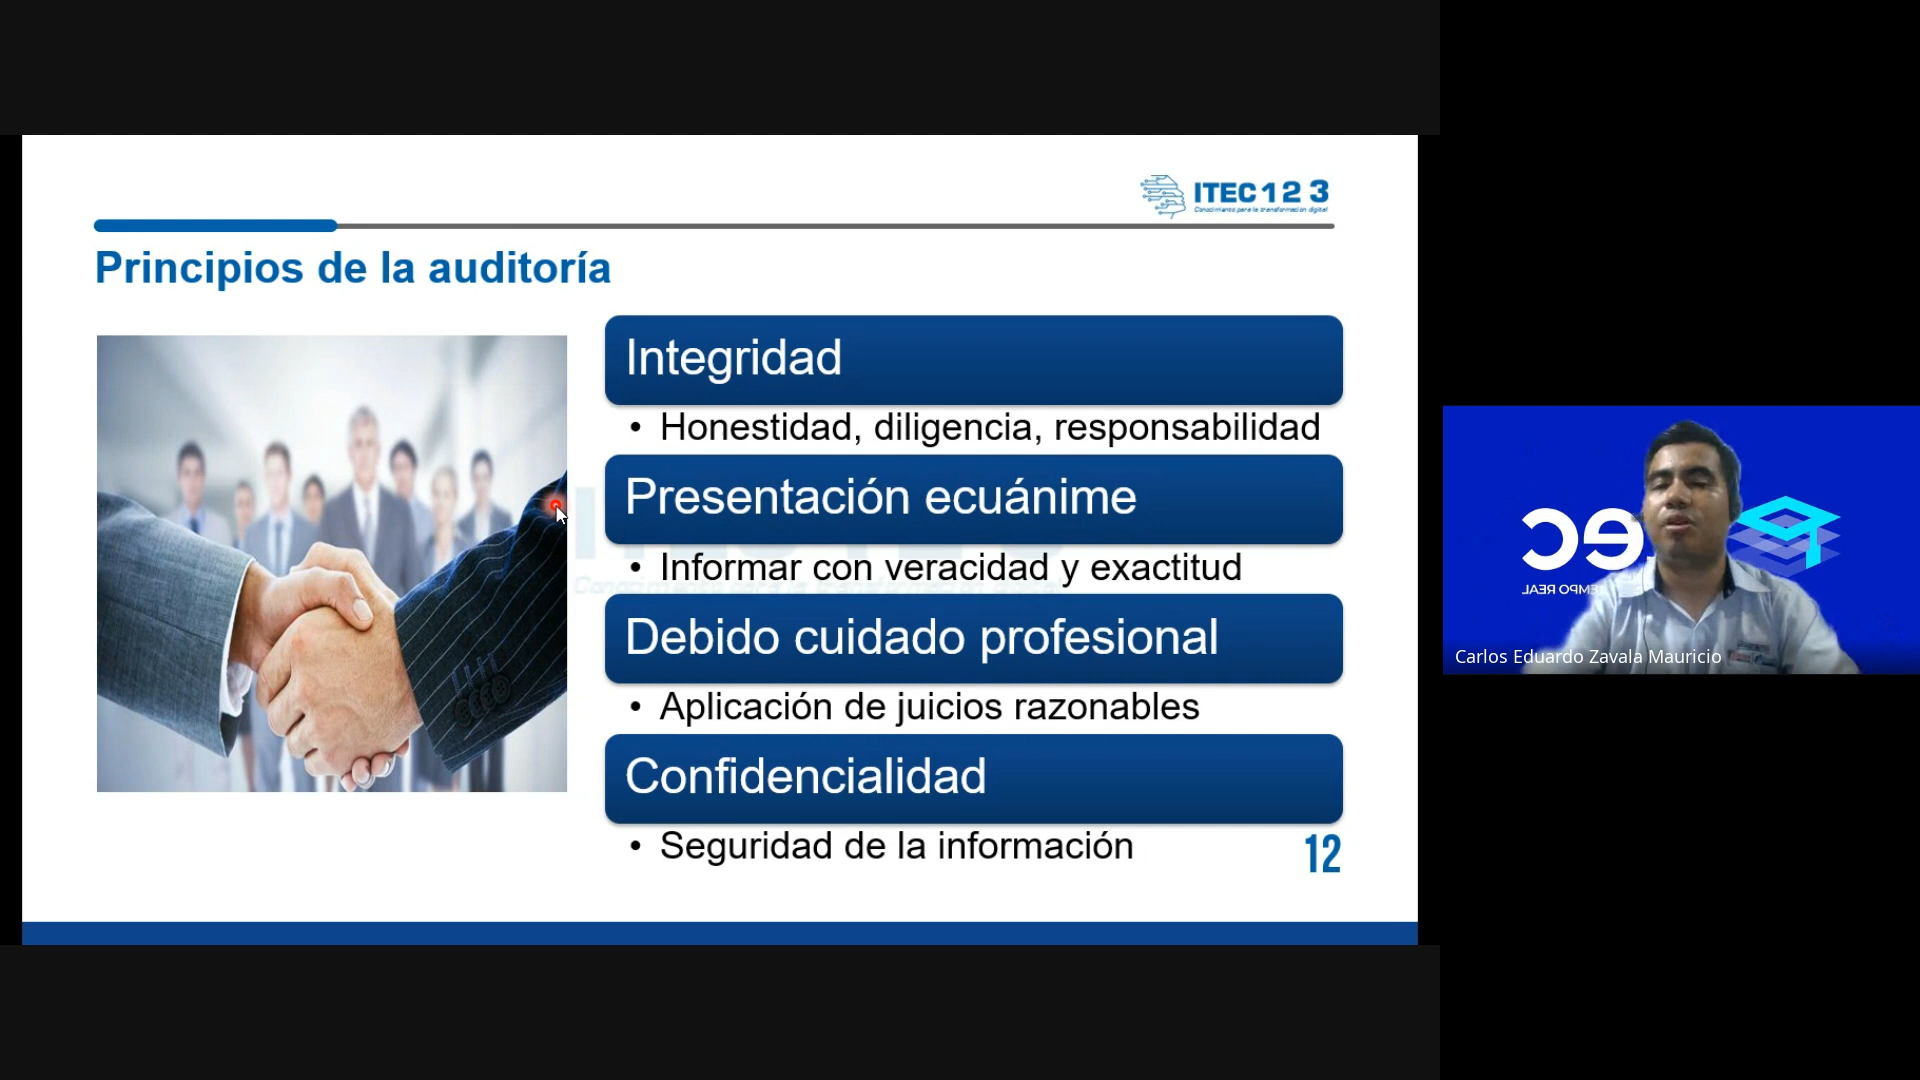 ITEC 1 2 3
Conocimiento para la transformación digital
Principios de la auditoría
Integridad
• Honestidad, diligencia, responsabilidad
Presentación ecuánime
• Informar con veracidad y exactitud
Debido cuidado profesional
• Aplicación de juicios razonables
Confidencialidad
• Seguridad de la información
12
Carlos Eduardo Zavala Mauricio